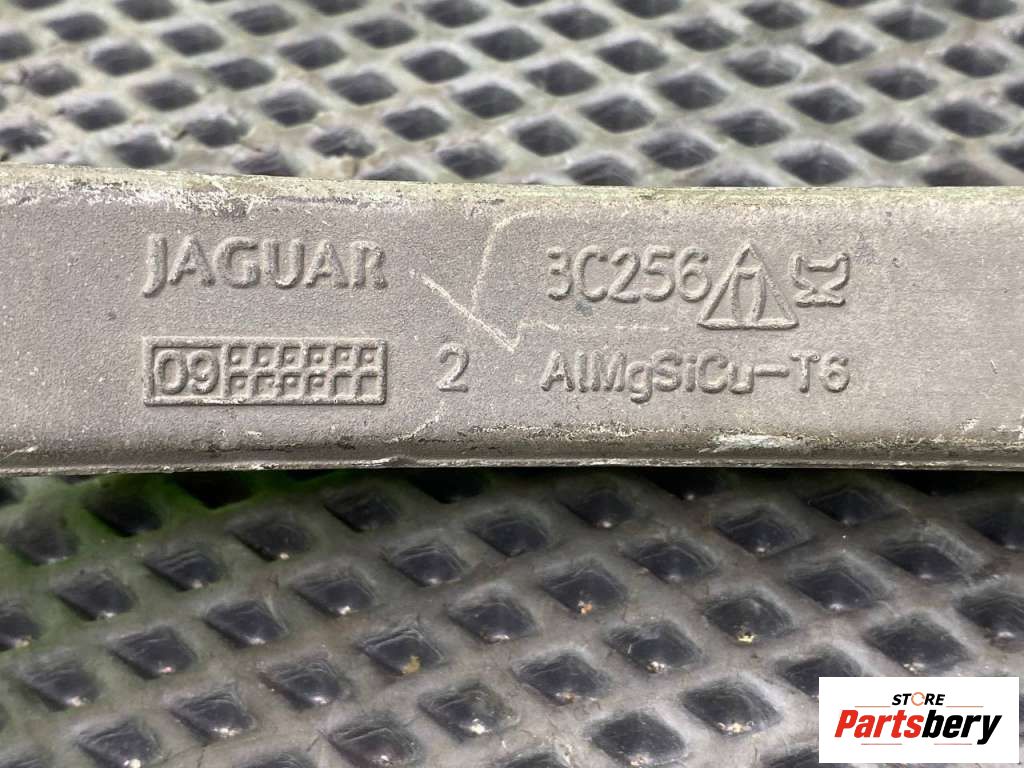 JAGUAR 3C256
09 2 AlMgSiCu-T6
STORE
Partsbery